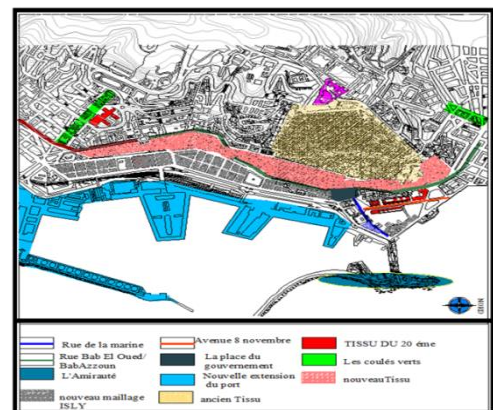 Rue de la marine
Avenue 8 novembre
TISSU DU 20 éme
Rue Bab El Oued/
BabAzzoun
La place du
gouvernement
Les coulés verts
L'Amirauté
Nouvelle extension
du port
nouveauTissu
nouveau maillage
ISLY
ancien Tissu